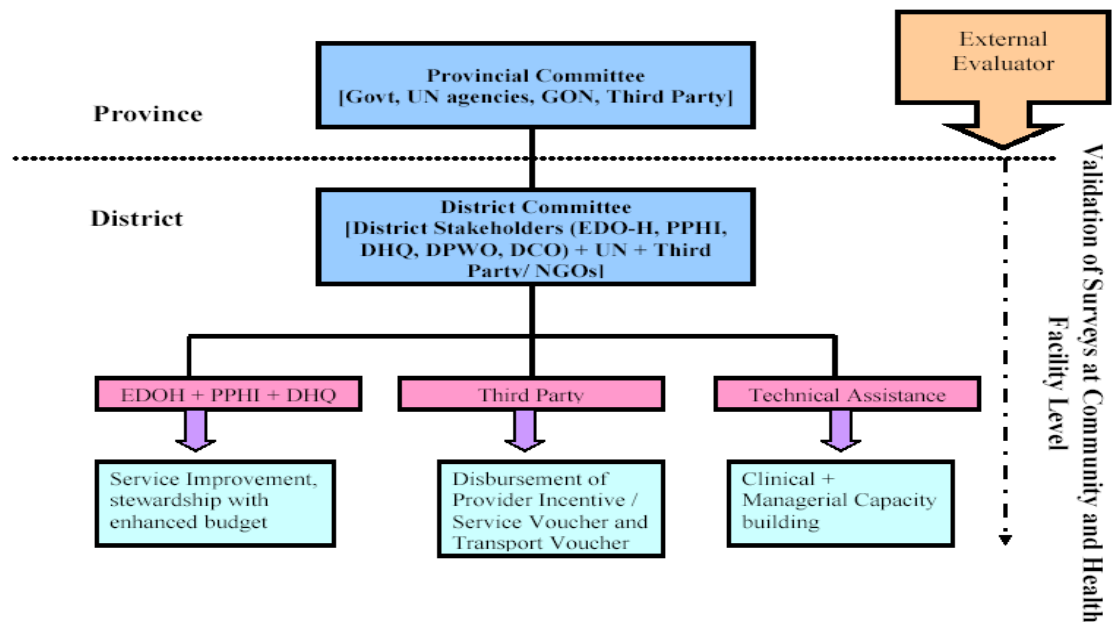 External
Evaluator
Provincial Committee
[Govt, UN agencies, GON, Third Party]
Province
District
District Committee
[District Stakeholders (EDO-H, PPHI,
DHQ, DPWO, DCO) + UN + Third
Party/ NGOs]
EDOH + PPHI + DHQ
Third Party
Technical Assistance
Service Improvement,
stewardship with
enhanced budget
Disbursement of
Provider Incentive /
Service Voucher and
Transport Voucher
Clinical +
Managerial Capacity
building
Validation of Surveys at Community and Health
Facility Level